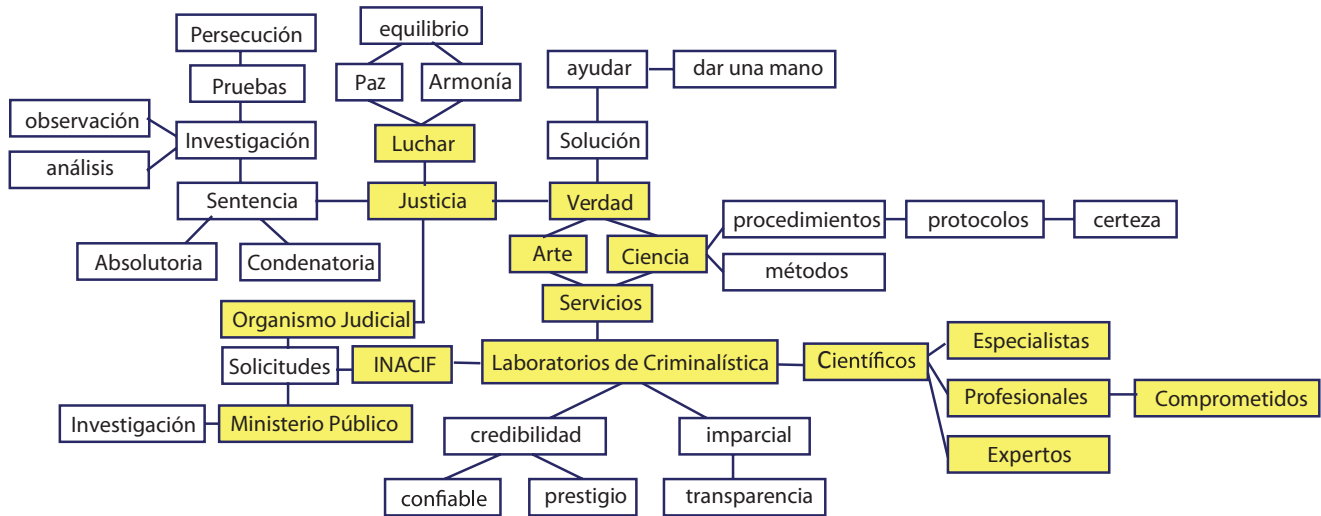 Persecución
equilibrio
Pruebas
Paz
Armonía
ayudar
dar una mano
observación
Investigación
Luchar
Solución
análisis
Sentencia
Justicia
Verdad
procedimientos
protocolos
certeza
Absolutoria
Condenatoria
Arte
Ciencia
métodos
Servicios
Organismo Judicial
Solicitudes
INACIF
Laboratorios de Criminalística
Científicos
Especialistas
Profesionales
Comprometidos
Investigación
Ministerio Público
credibilidad
imparcial
Expertos
confiable
prestigio
transparencia